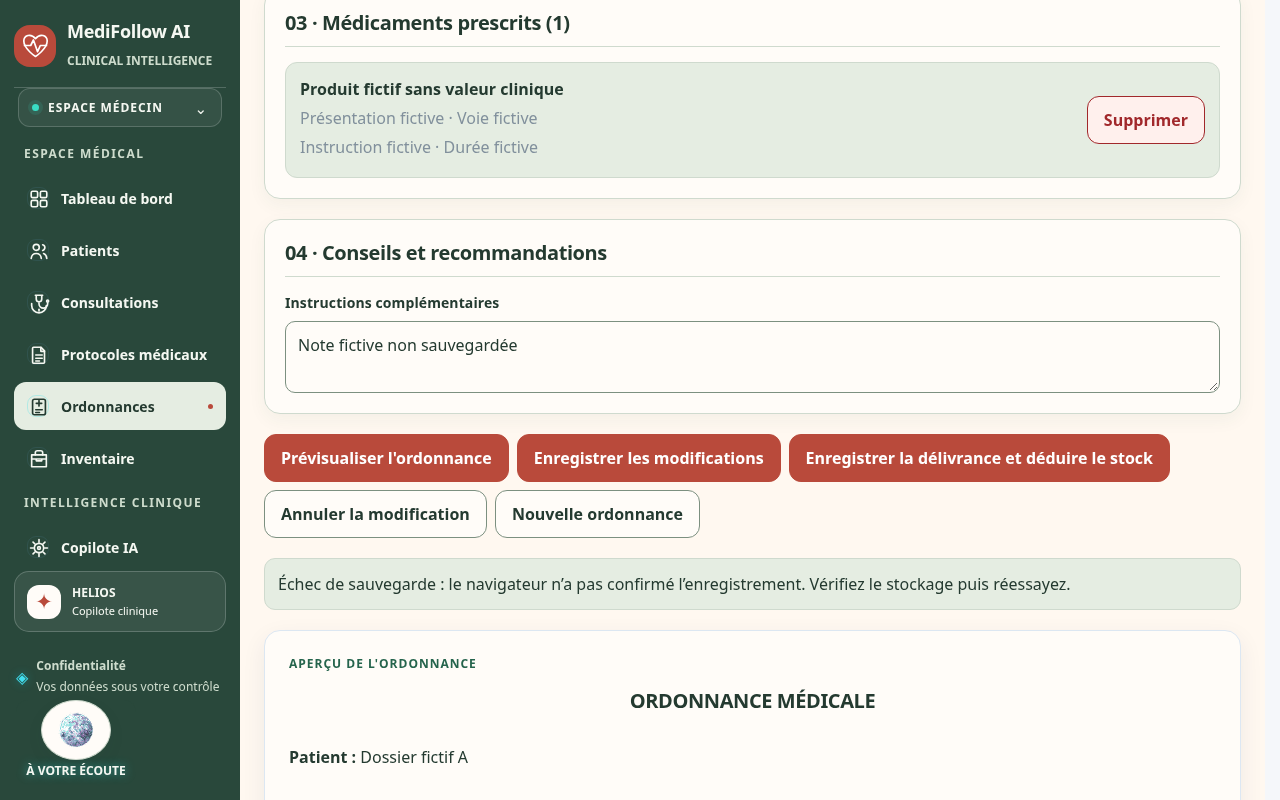 MediFollow AI
CLINICAL INTELLIGENCE
ESPACE MÉDECIN
ESPACE MÉDICAL
Tableau de bord
Patients
Consultations
Protocoles médicaux
Ordonnances
Inventaire
INTELLIGENCE CLINIQUE
Copilote IA
HELIOS
Copilote clinique
Confidentialité
Vos données sous votre contrôle
À VOTRE ÉCOUTE
03 · Médicaments prescrits (1)
Produit fictif sans valeur clinique
Présentation fictive · Voie fictive
Instruction fictive · Durée fictive
Supprimer
04 · Conseils et recommandations
Instructions complémentaires
Note fictive non sauvegardée
Prévisualiser l'ordonnance
Enregistrer les modifications
Enregistrer la délivrance et déduire le stock
Annuler la modification
Nouvelle ordonnance
Échec de sauvegarde : le navigateur n’a pas confirmé l’enregistrement. Vérifiez le stockage puis réessayez.
APERÇU DE L'ORDONNANCE
ORDONNANCE MÉDICALE
Patient : Dossier fictif A